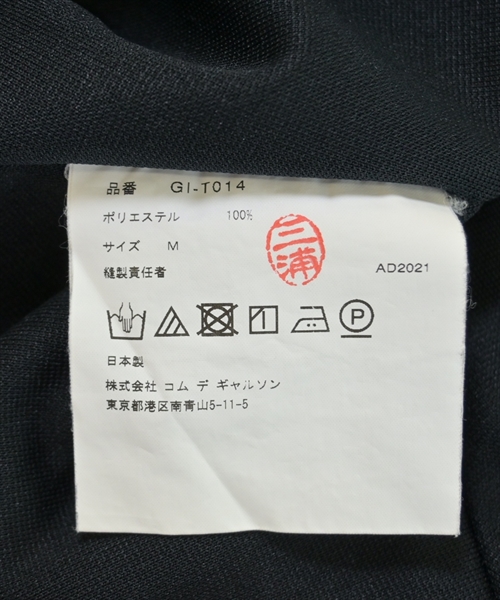 品番 GI-T014
ポリエステル 100%
サイズ M
縫製責任者 三浦 AD2021
P
日本製
株式会社 コム デ ギャルソン
東京都港区南青山5-11-5